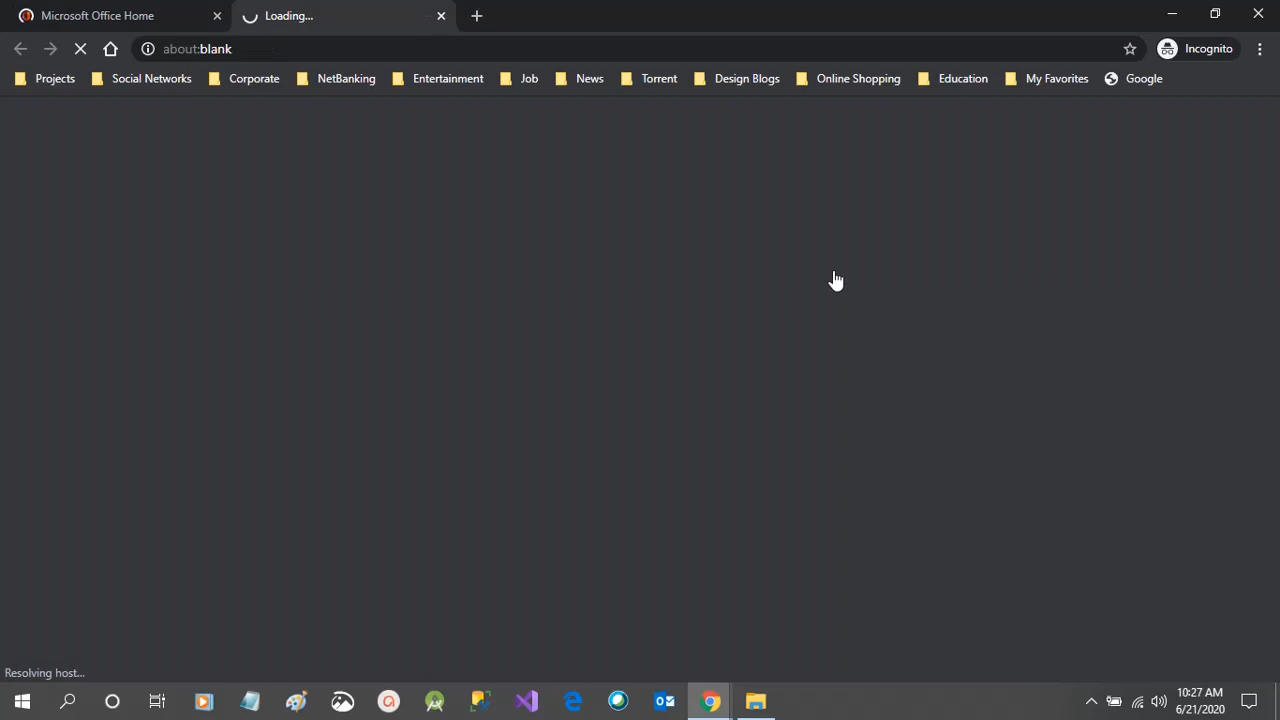 Microsoft Office Home
Loading...
about:blank
Incognito
Projects Social Networks Corporate NetBanking Entertainment Job News Torrent Design Blogs Online Shopping Education My Favorites Google
Resolving host...
10:27 AM
6/21/2020